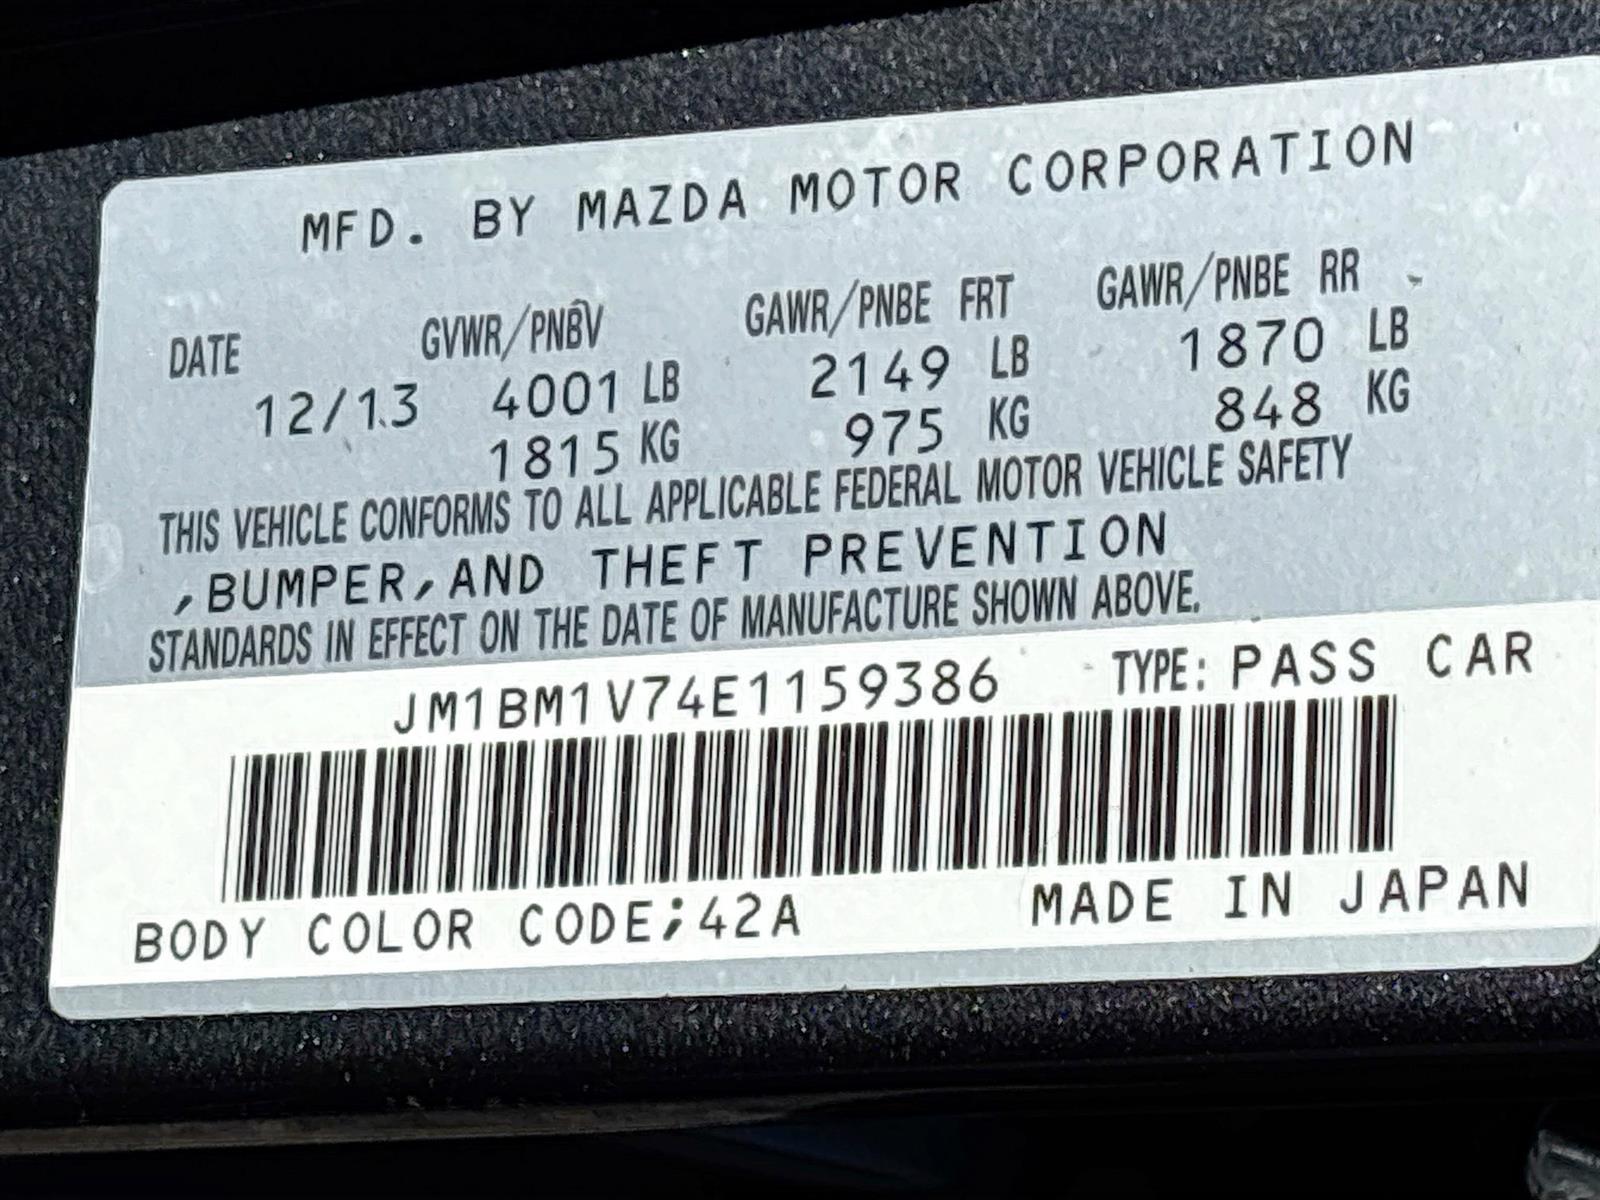 MFD. BY MAZDA MOTOR CORPORATION
DATE GVWR/PNBV GAWR/PNBE FRT GAWR/PNBE RR
12/13 4001 LB 2149 LB 1870 LB
1815 KG 975 KG 848 KG
THIS VEHICLE CONFORMS TO ALL APPLICABLE FEDERAL MOTOR VEHICLE SAFETY
,BUMPER,AND THEFT PREVENTION
STANDARDS IN EFFECT ON THE DATE OF MANUFACTURE SHOWN ABOVE.
JM1BM1V74E1159386 TYPE: PASS CAR
BODY COLOR CODE;42A MADE IN JAPAN